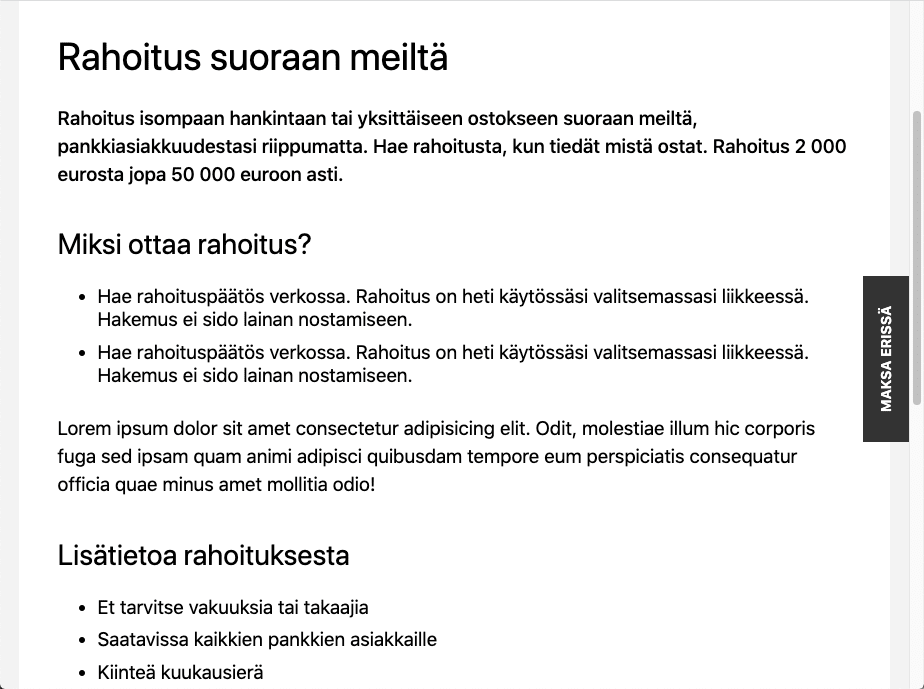 Rahoitus suoraan meiltä
Rahoitus isompaan hankintaan tai yksittäiseen ostokseen suoraan meiltä,
pankkiasiakkuudestasi riippumatta. Hae rahoitusta, kun tiedät mistä ostat. Rahoitus 2 000
eurosta jopa 50 000 euroon asti.
Miksi ottaa rahoitus?
• Hae rahoituspäätös verkossa. Rahoitus on heti käytössäsi valitsemassasi liikkeessä.
Hakemus ei sido lainan nostamiseen.
• Hae rahoituspäätös verkossa. Rahoitus on heti käytössäsi valitsemassasi liikkeessä.
Hakemus ei sido lainan nostamiseen.
MAKSA ERISSÄ
Lorem ipsum dolor sit amet consectetur adipisicing elit. Odit, molestiae illum hic corporis
fuga sed ipsam quam animi adipisci quibusdam tempore eum perspiciatis consequatur
officia quae minus amet mollitia odio!
Lisätietoa rahoituksesta
• Et tarvitse vakuuksia tai takaajia
• Saatavissa kaikkien pankkien asiakkaille
• Kiinteä kuukausierä